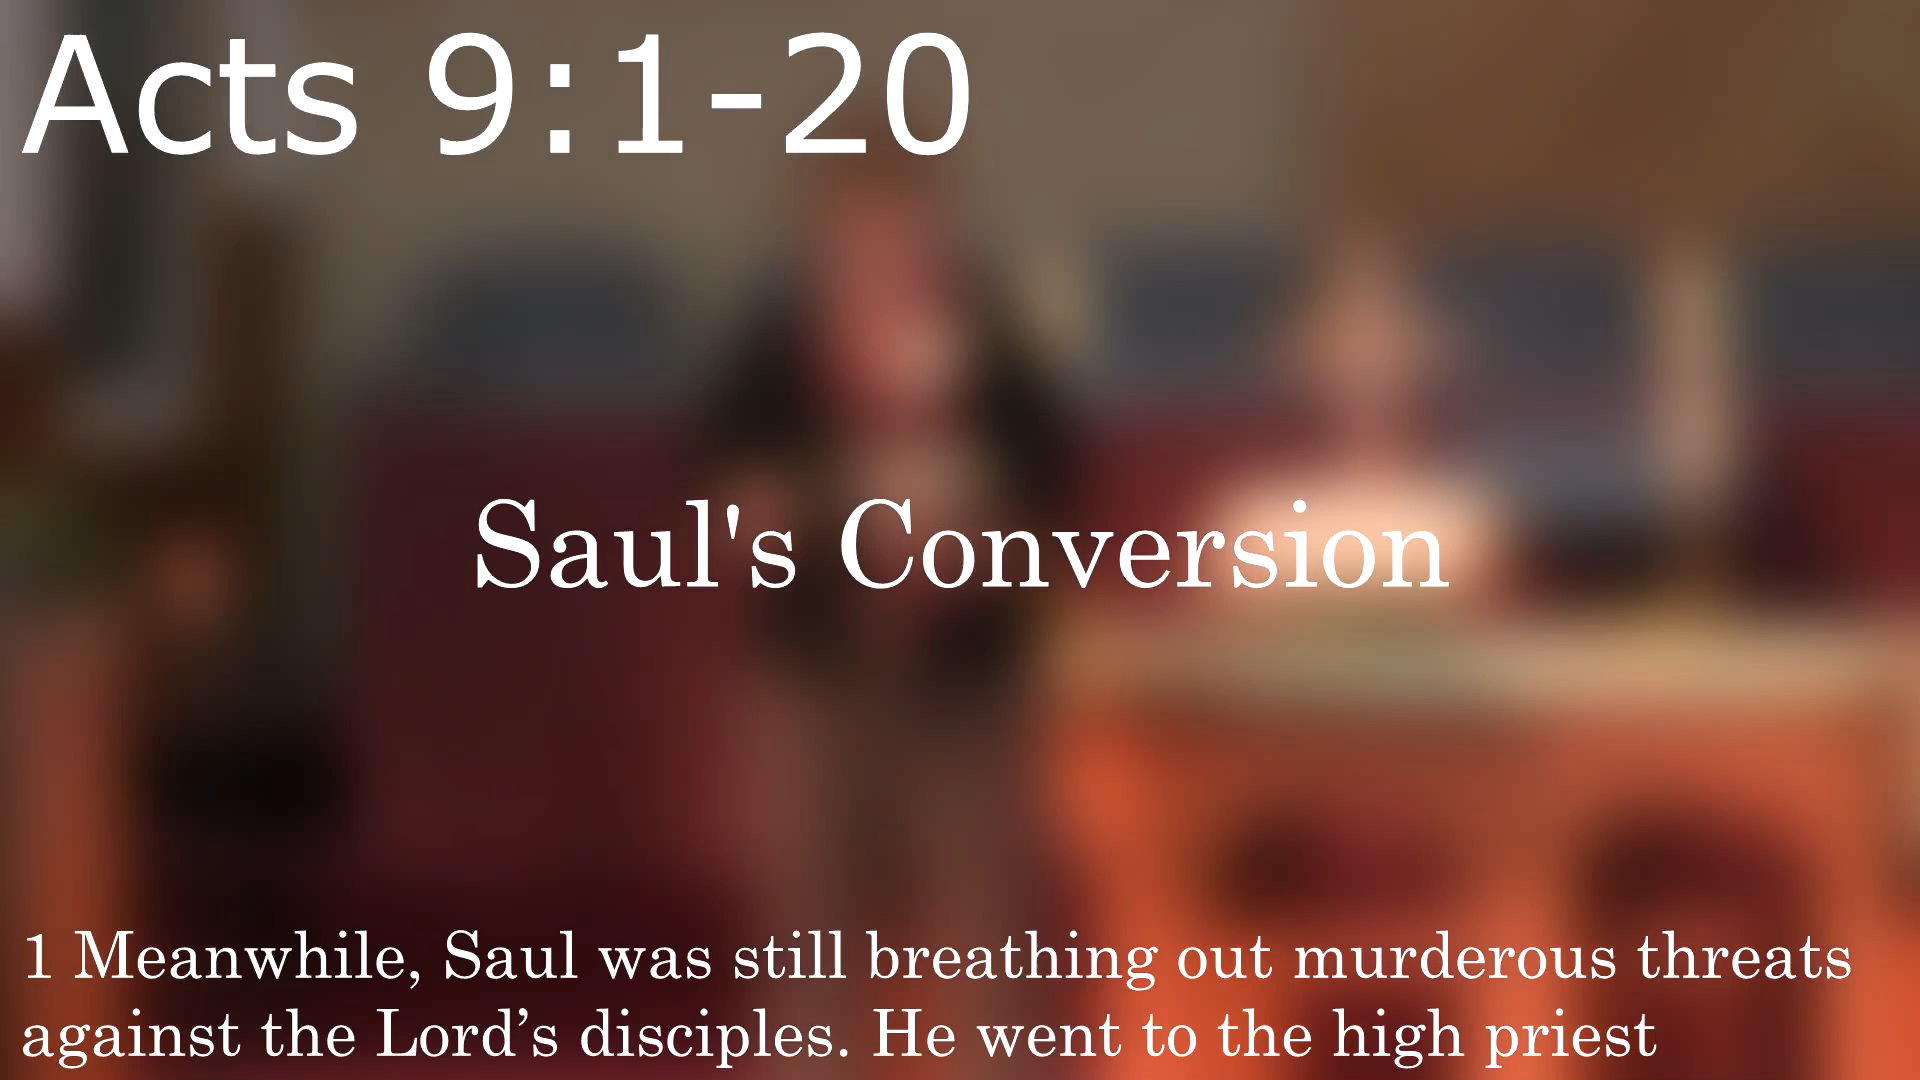 Acts 9:1-20
Saul's Conversion
1 Meanwhile, Saul was still breathing out murderous threats
against the Lord’s disciples. He went to the high priest